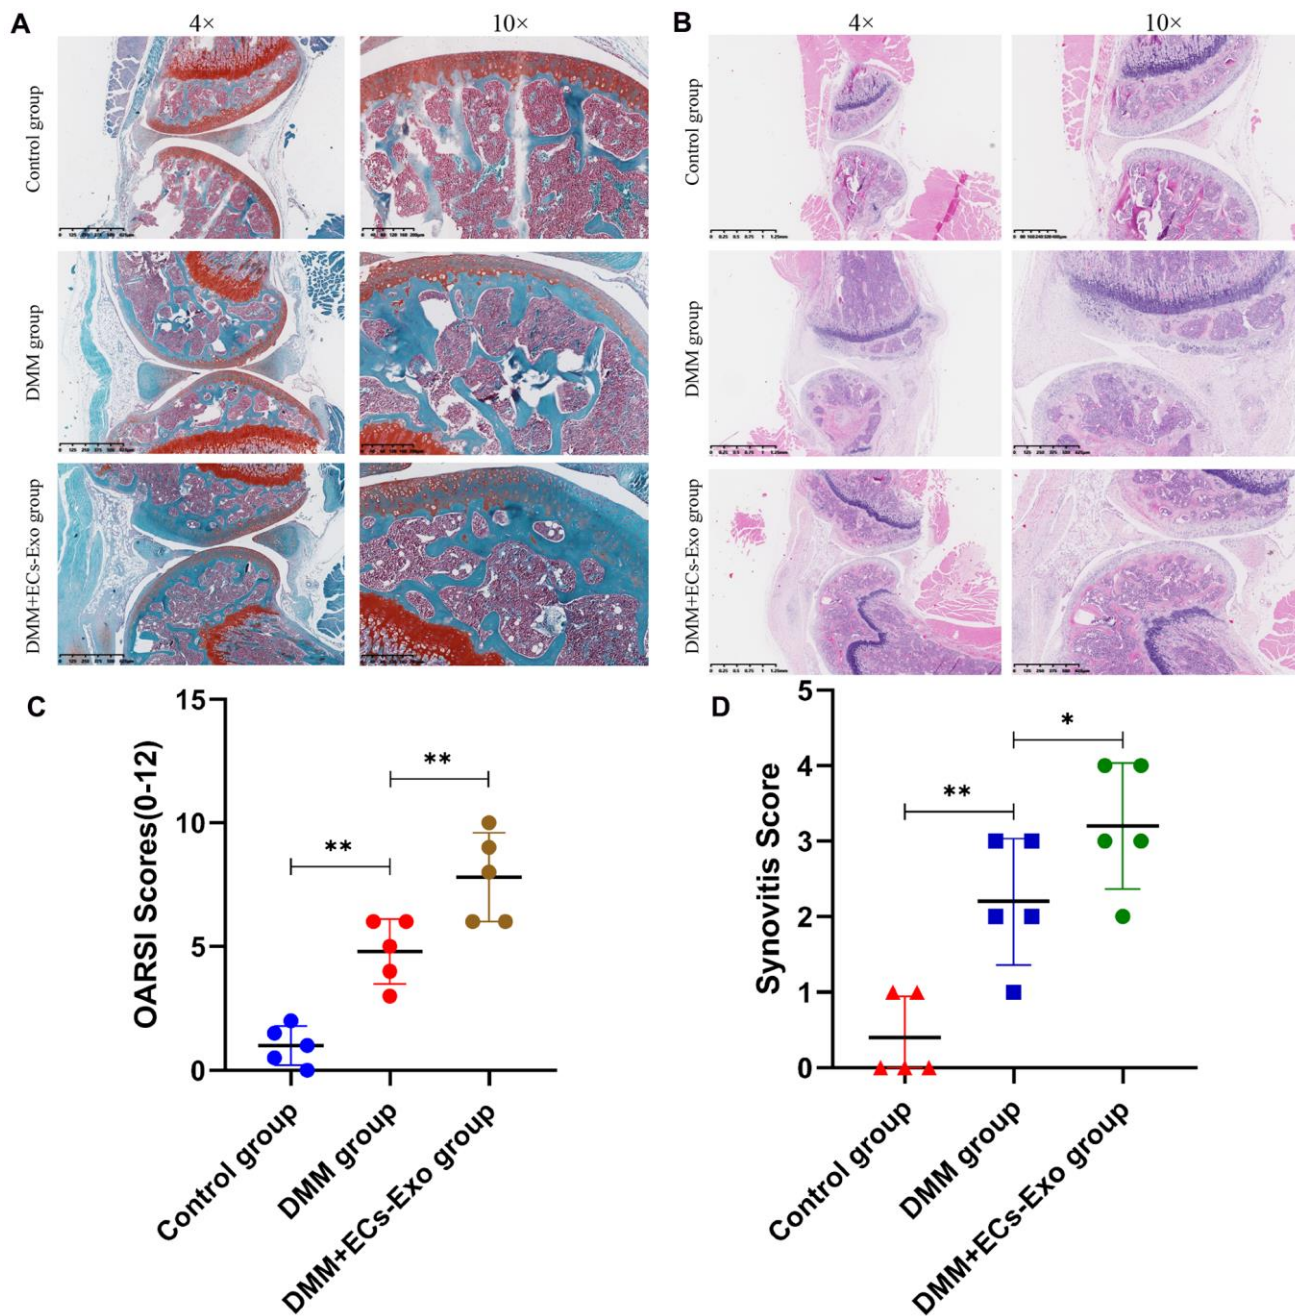 A
4×
10×
Control group
DMM group
DMM+ECs-Exo group
B
4×
10×
Control group
DMM group
DMM+ECs-Exo group
C
OARSI Scores(0-12)
15
10
5
0
**
**
Control group
DMM group
DMM+ECs-Exo group
D
Synovitis Score
5
4
3
2
1
0
**
*
Control group
DMM group
DMM+ECs-Exo group